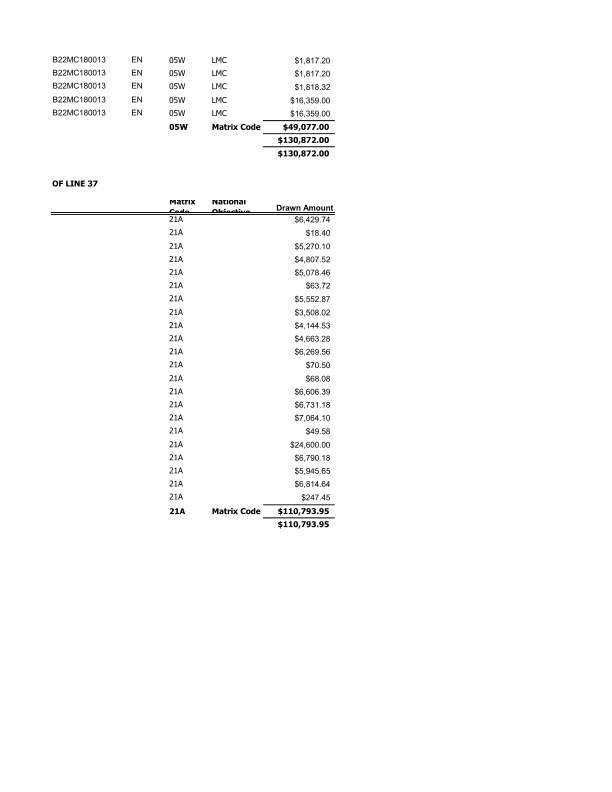 B22MC180013 EN 05W LMC $1,817.20
B22MC180013 EN 05W LMC $1,817.20
B22MC180013 EN 05W LMC $1,818.32
B22MC180013 EN 05W LMC $16,359.00
B22MC180013 EN 05W LMC $16,359.00
05W Matrix Code $49,077.00
$130,872.00
$130,872.00
OF LINE 37
Matrix National
Code Objective Drawn Amount
21A $6,429.74
21A $18.40
21A $5,270.10
21A $4,807.52
21A $5,078.46
21A $63.72
21A $5,552.87
21A $3,508.02
21A $4,144.53
21A $4,663.28
21A $6,269.56
21A $70.50
21A $68.08
21A $6,606.39
21A $6,731.18
21A $7,064.10
21A $49.58
21A $24,600.00
21A $6,790.18
21A $5,945.65
21A $6,814.64
21A $247.45
21A Matrix Code $110,793.95
$110,793.95